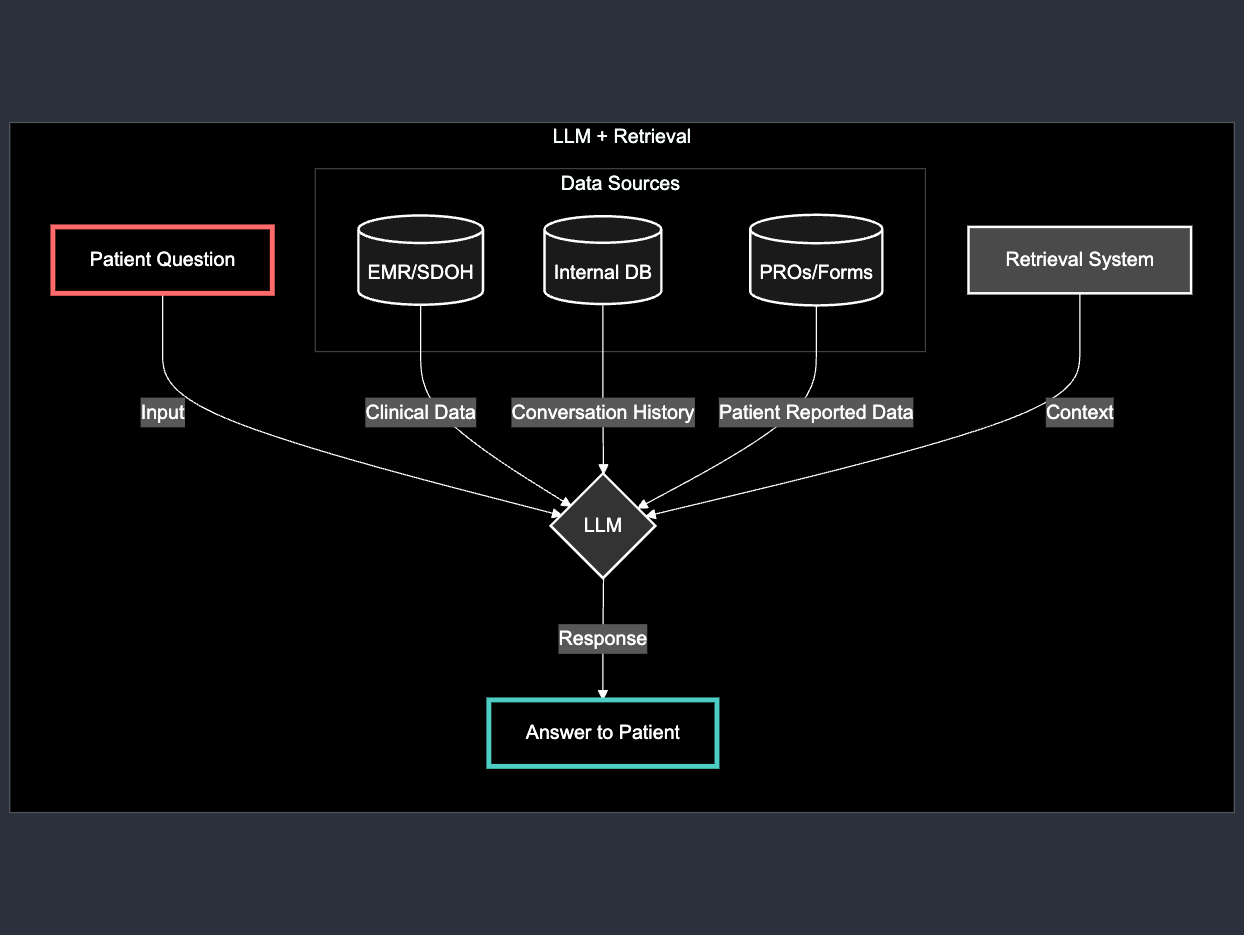 LLM + Retrieval
Data Sources
Patient Question
EMR/SDOH
Internal DB
PROs/Forms
Retrieval System
Input
Clinical Data
Conversation History
Patient Reported Data
Context
LLM
Response
Answer to Patient